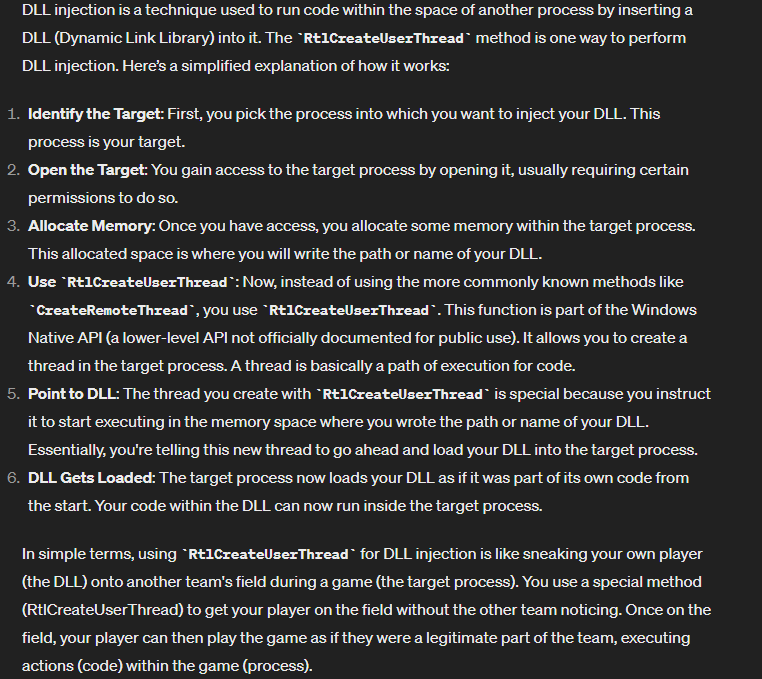 DLL injection is a technique used to run code within the space of another process by inserting a
DLL (Dynamic Link Library) into it. The `RtlCreateUserThread` method is one way to perform
DLL injection. Here's a simplified explanation of how it works:
1. Identify the Target: First, you pick the process into which you want to inject your DLL. This
process is your target.
2. Open the Target: You gain access to the target process by opening it, usually requiring certain
permissions to do so.
3. Allocate Memory: Once you have access, you allocate some memory within the target process.
This allocated space is where you will write the path or name of your DLL.
4. Use `RtlCreateUserThread`: Now, instead of using the more commonly known methods like
`CreateRemoteThread`, you use `RtlCreateUserThread`. This function is part of the Windows
Native API (a lower-level API not officially documented for public use). It allows you to create a
thread in the target process. A thread is basically a path of execution for code.
5. Point to DLL: The thread you create with `RtlCreateUserThread` is special because you instruct
it to start executing in the memory space where you wrote the path or name of your DLL.
Essentially, you're telling this new thread to go ahead and load your DLL into the target process.
6. DLL Gets Loaded: The target process now loads your DLL as if it was part of its own code from
the start. Your code within the DLL can now run inside the target process.
In simple terms, using `RtlCreateUserThread` for DLL injection is like sneaking your own player
(the DLL) onto another team's field during a game (the target process). You use a special method
(RtlCreateUserThread) to get your player on the field without the other team noticing. Once on the
field, your player can then play the game as if they were a legitimate part of the team, executing
actions (code) within the game (process).